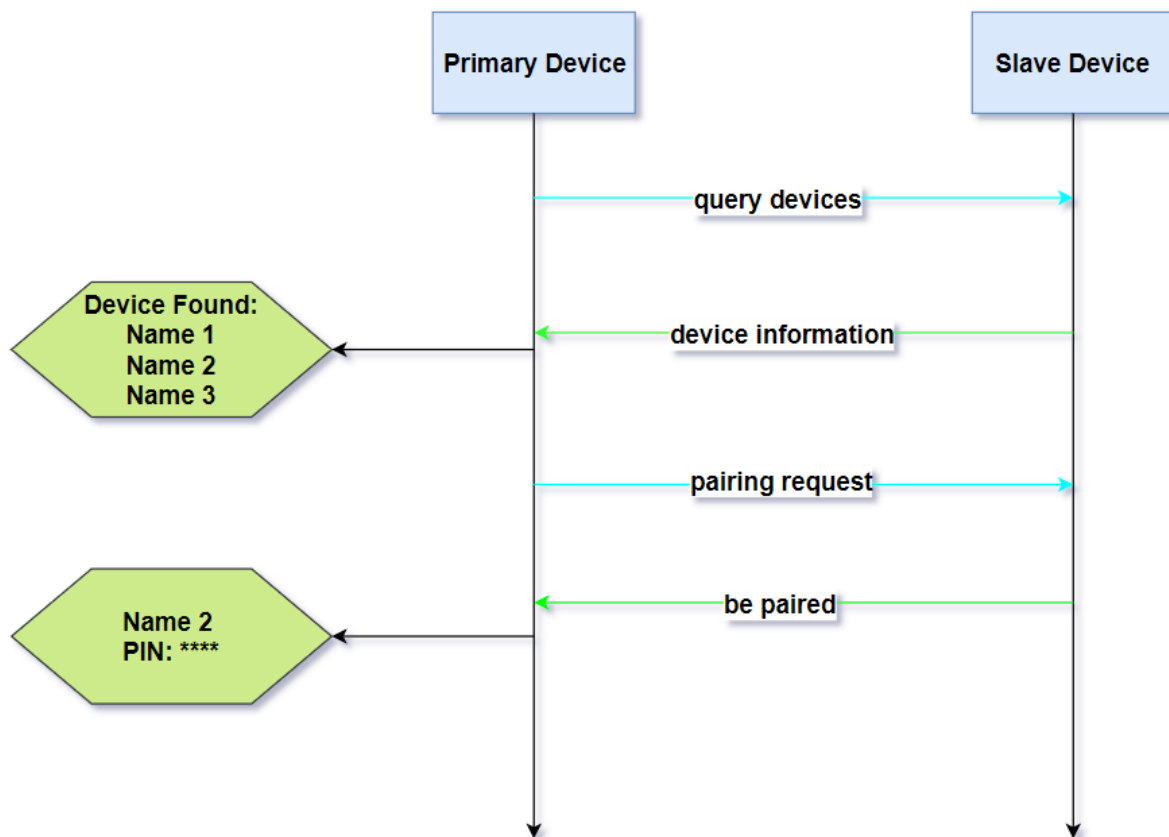 Primary Device
Slave Device
query devices
Device Found:
Name 1
Name 2
Name 3
device information
pairing request
be paired
Name 2
PIN: ****